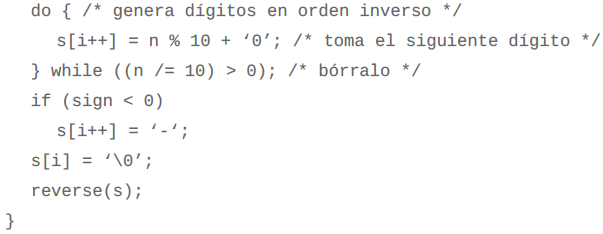 do { /* genera dígitos en orden inverso */
s[i++] = n % 10 + ‘0’; /* toma el siguiente dígito */
} while ((n /= 10) > 0); /* bórralo */
if (sign < 0)
s[i++] = ‘-‘;
s[i] = ‘\0’;
reverse(s);
}